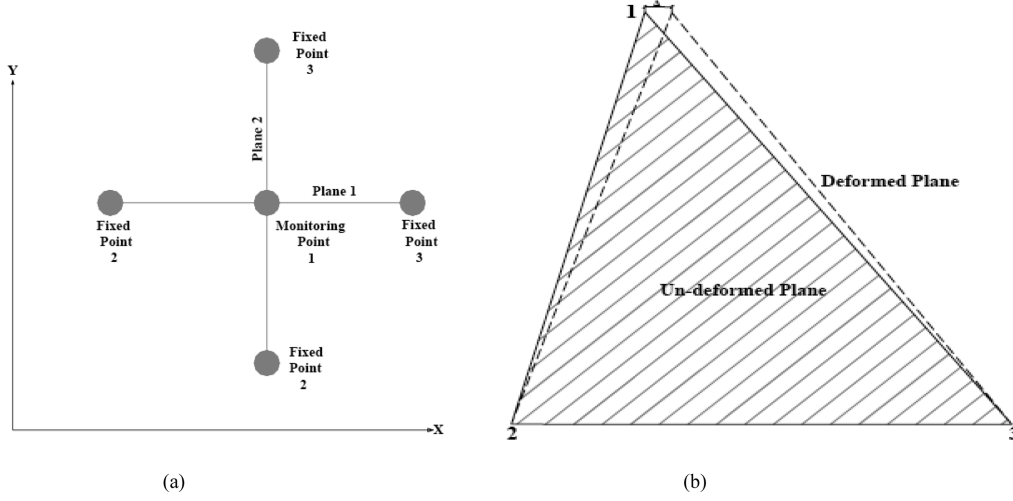 Fixed
Point
3
Y
Plane 2
Plane 1
Fixed
Point
2
Monitoring
Point
1
Fixed
Point
3
Fixed
Point
2
X
(a)
1
Deformed Plane
Un-deformed Plane
2
3
(b)